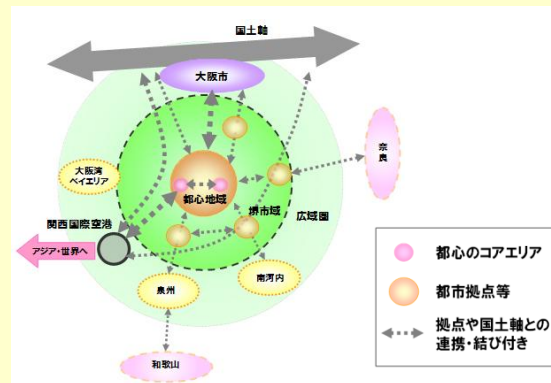 国土軸
大阪市
奈良
大阪湾
ベイエリア
都心地域
堺市域
広域圏
関西国際空港
アジア・世界へ
泉州
南河内
和歌山
都心のコアエリア
都市拠点等
拠点や国土軸との
連携・結び付き